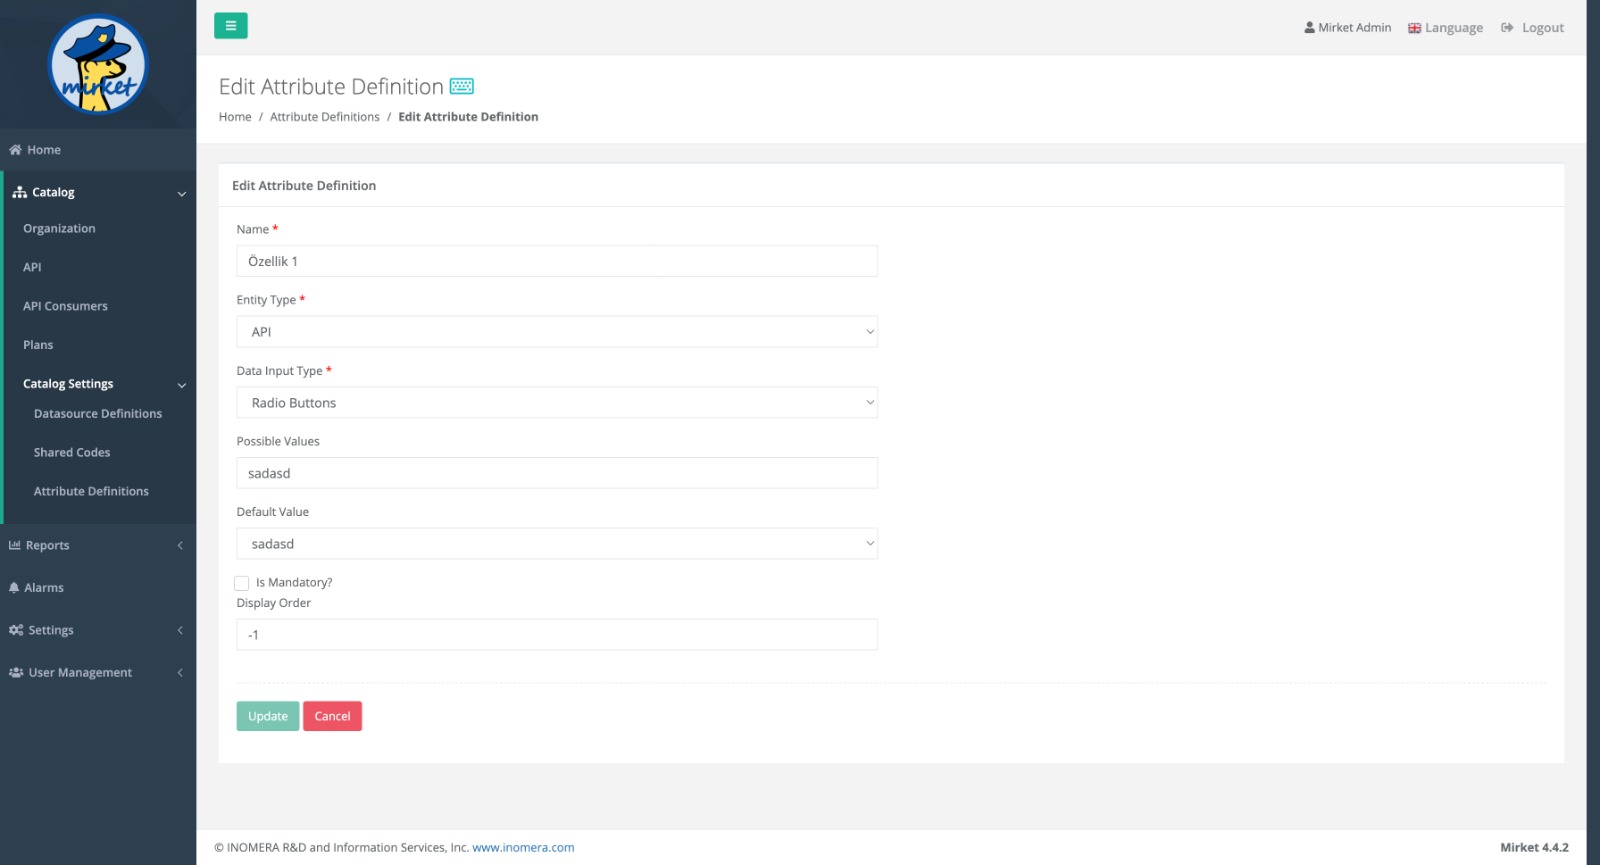 mirket
Mirket Admin
Language
Logout
Edit Attribute Definition
Home / Attribute Definitions / Edit Attribute Definition
Home
Catalog
Organization
API
API Consumers
Plans
Catalog Settings
Datasource Definitions
Shared Codes
Attribute Definitions
Reports
Alarms
Settings
User Management
Edit Attribute Definition
Name *
Özellik 1
Entity Type *
API
Data Input Type *
Radio Buttons
Possible Values
sadasd
Default Value
sadasd
Is Mandatory?
Display Order
-1
Update
Cancel
© INOMERA R&D and Information Services, Inc. www.inomera.com
Mirket 4.4.2